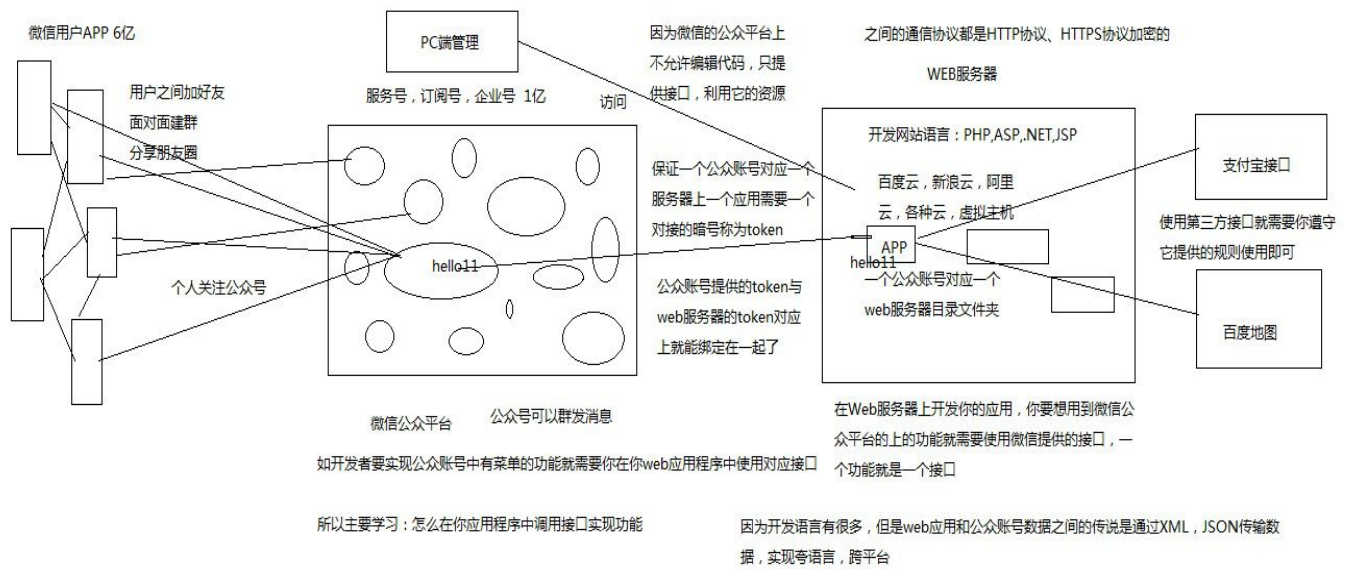 微信用户APP 6亿
用户之间加好友
面对面建群
分享朋友圈
个人关注公众号
PC端管理
服务号，订阅号，企业号 1亿
访问
hello11
微信公众平台
公众号可以群发消息
如开发者要实现公众账号中有菜单的功能就需要你在你web应用程序中使用对应接口
所以主要学习：怎么在你应用程序中调用接口实现功能
因为微信的公众平台上
不允许编辑代码，只提
供接口，利用它的资源
保证一个公众账号对应一个
服务器上一个应用需要一个
对接的暗号称为token
公众账号提供的token与
web服务器的token对应
上就能绑定在一起了
之间的通信协议都是HTTP协议、HTTPS协议加密的
WEB服务器
开发网站语言：PHP,ASP,.NET,JSP
百度云，新浪云，阿里
云，各种云，虚拟主机
APP
hello11
一个公众账号对应一个
web服务器目录文件夹
在Web服务器上开发你的应用，你要想用到微信公
众平台的上的功能就需要使用微信提供的接口，一
个功能就是一个接口
因为开发语言有很多，但是web应用和公众账号数据之间的传说是通过XML，JSON传输数
据，实现夸语言，跨平台
支付宝接口
使用第三方接口就需要你遵守
它提供的规则使用即可
百度地图